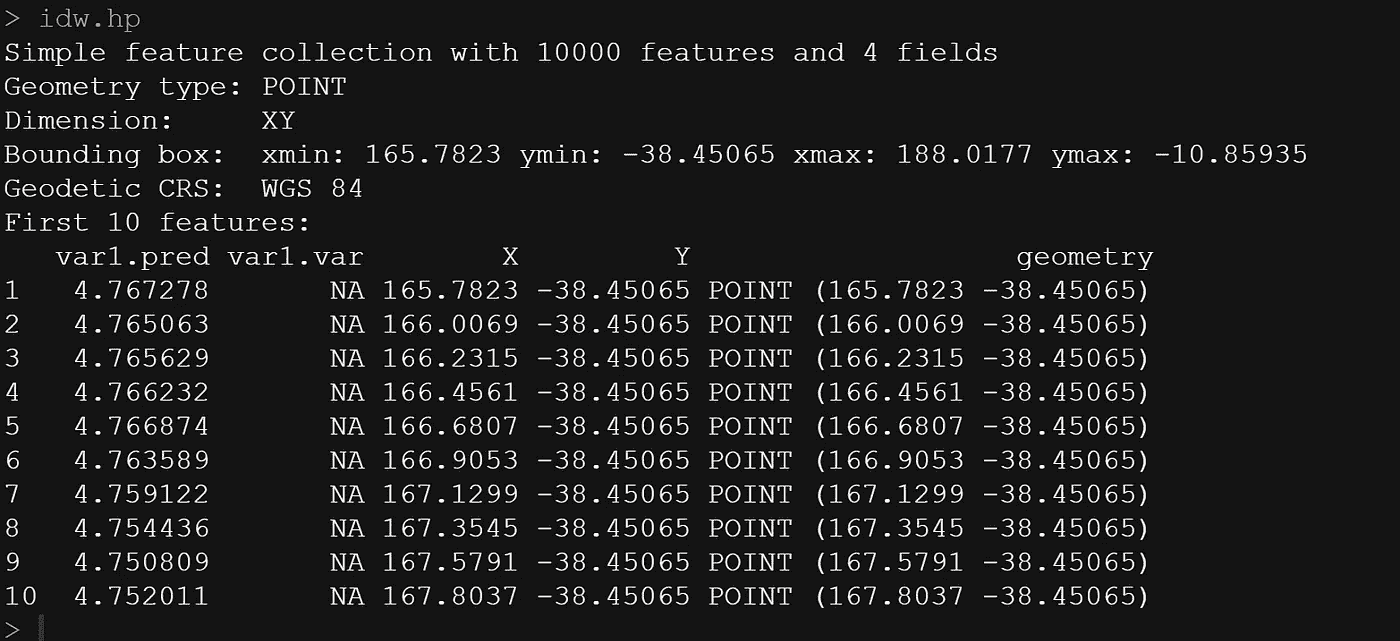 > idw.hp
Simple feature collection with 10000 features and 4 fields
Geometry type: POINT
Dimension:     XY
Bounding box:  xmin: 165.7823 ymin: -38.45065 xmax: 188.0177 ymax: -10.85935
Geodetic CRS:  WGS 84
First 10 features:
   var1.pred var1.var        X         Y                   geometry
1   4.767278       NA 165.7823 -38.45065 POINT (165.7823 -38.45065)
2   4.765063       NA 166.0069 -38.45065 POINT (166.0069 -38.45065)
3   4.765629       NA 166.2315 -38.45065 POINT (166.2315 -38.45065)
4   4.766232       NA 166.4561 -38.45065 POINT (166.4561 -38.45065)
5   4.766874       NA 166.6807 -38.45065 POINT (166.6807 -38.45065)
6   4.763589       NA 166.9053 -38.45065 POINT (166.9053 -38.45065)
7   4.759122       NA 167.1299 -38.45065 POINT (167.1299 -38.45065)
8   4.754436       NA 167.3545 -38.45065 POINT (167.3545 -38.45065)
9   4.750809       NA 167.5791 -38.45065 POINT (167.5791 -38.45065)
10  4.752011       NA 167.8037 -38.45065 POINT (167.8037 -38.45065)
>